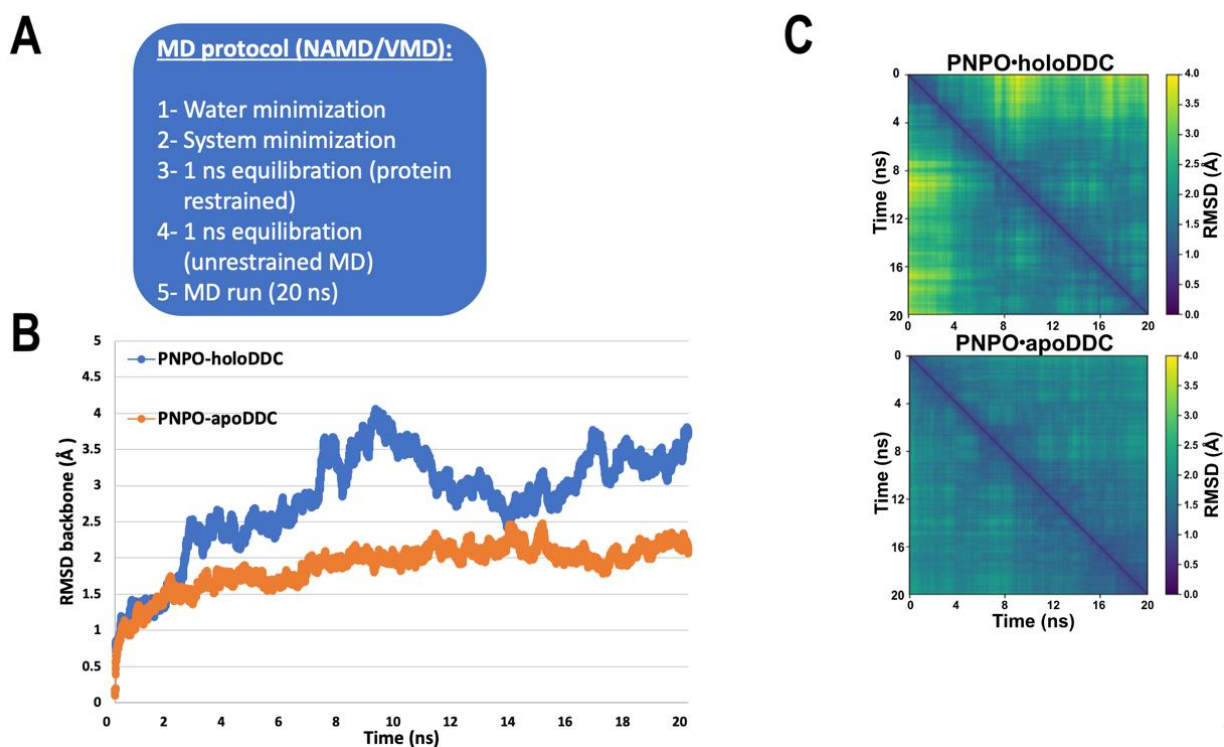 A
MD protocol (NAMD/VMD):
1- Water minimization
2- System minimization
3- 1 ns equilibration (protein
restrained)
4- 1 ns equilibration
(unrestrained MD)
5- MD run (20 ns)
B
5
4.5
4
3.5
3
2.5
2
1.5
1
0.5
0
RMSD backbone (Å)
PNPO-holoDDC
PNPO-apoDDC
0 2 4 6 8 10 12 14 16 18 20
Time (ns)
C
PNPO•holoDDC
0
4
8
12
16
20
Time (ns)
0 4 8 12 16 20
4.0
3.5
3.0
2.5
2.0
1.5
1.0
0.5
0.0
RMSD (Å)
PNPO•apoDDC
0
4
8
12
16
20
Time (ns)
0 4 8 12 16 20
Time (ns)
4.0
3.5
3.0
2.5
2.0
1.5
1.0
0.5
0.0
RMSD (Å)